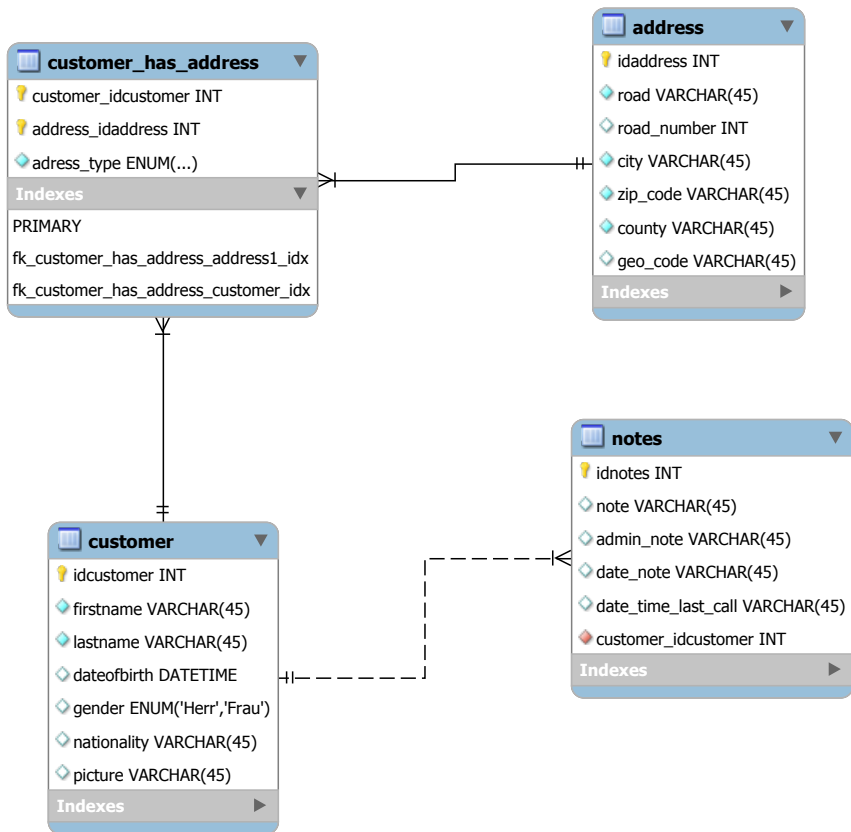 customer_has_address
customer_idcustomer INT
address_idaddress INT
adress_type ENUM(...)
Indexes
PRIMARY
fk_customer_has_address_address1_idx
fk_customer_has_address_customer_idx
address
idaddress INT
road VARCHAR(45)
road_number INT
city VARCHAR(45)
zip_code VARCHAR(45)
county VARCHAR(45)
geo_code VARCHAR(45)
Indexes
customer
idcustomer INT
firstname VARCHAR(45)
lastname VARCHAR(45)
dateofbirth DATETIME
gender ENUM('Herr','Frau')
nationality VARCHAR(45)
picture VARCHAR(45)
Indexes
notes
idnotes INT
note VARCHAR(45)
admin_note VARCHAR(45)
date_note VARCHAR(45)
date_time_last_call VARCHAR(45)
customer_idcustomer INT
Indexes